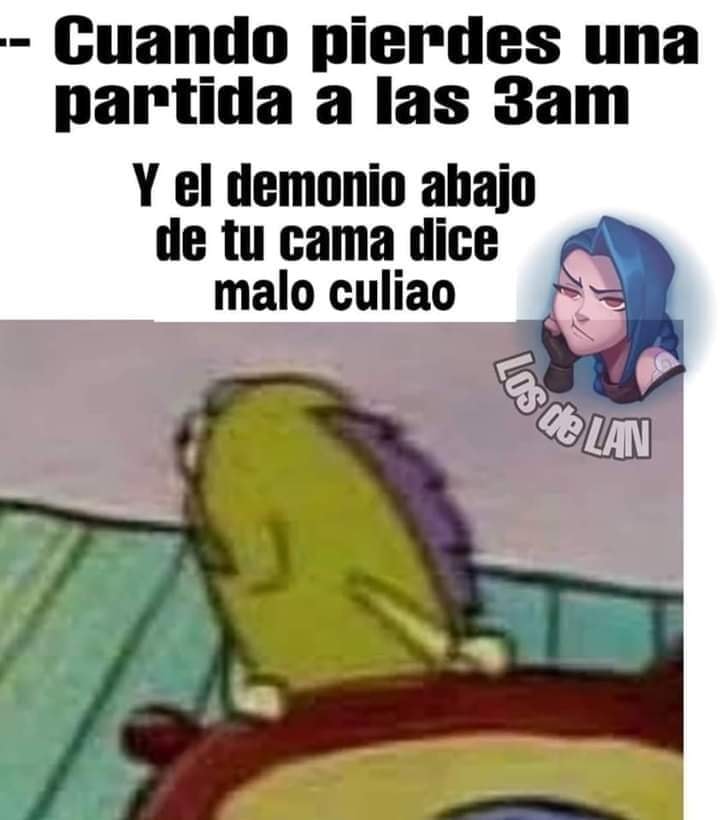 -- Cuando pierdes una
partida a las 3am
Y el demonio abajo
de tu cama dice
malo culiao
Los de LAN